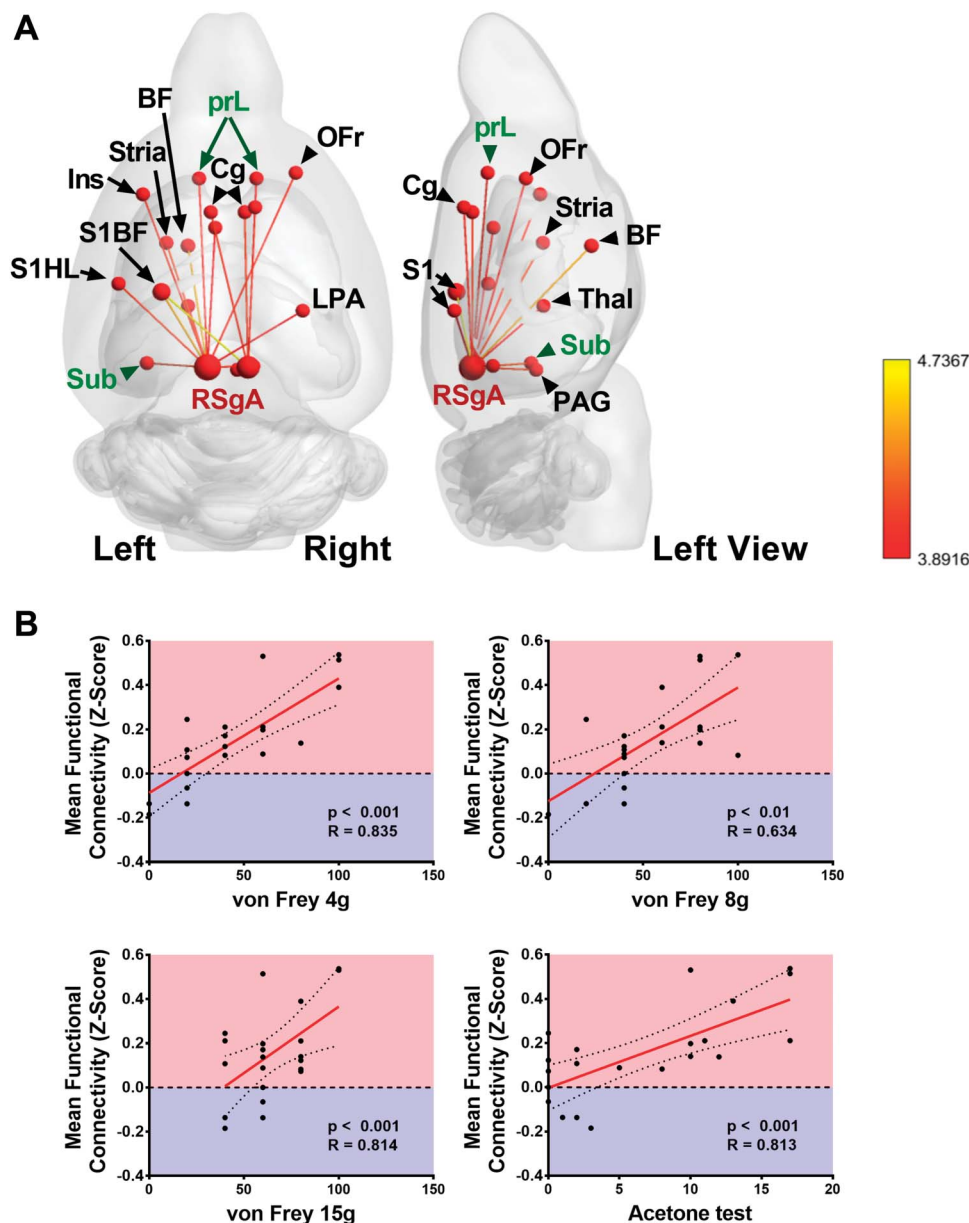 A
BF
prL
OFr
Stria
Cg
Ins
S1BF
S1HL
LPA
Sub
RSgA
Left
Right
prL
OFr
Cg
Stria
BF
S1
Thal
Sub
RSgA
PAG
Left View
4.7367
3.8916
B
Mean Functional
Connectivity (Z-Score)
0.6
0.4
0.2
0.0
-0.2
-0.4
p < 0.001
R = 0.835
0 50 100 150
von Frey 4g
Mean Functional
Connectivity (Z-Score)
0.6
0.4
0.2
0.0
-0.2
-0.4
p < 0.01
R = 0.634
0 50 100 150
von Frey 8g
Mean Functional
Connectivity (Z-Score)
0.6
0.4
0.2
0.0
-0.2
-0.4
p < 0.001
R = 0.814
0 50 100 150
von Frey 15g
Mean Functional
Connectivity (Z-Score)
0.6
0.4
0.2
0.0
-0.2
-0.4
p < 0.001
R = 0.813
0 5 10 15 20
Acetone test